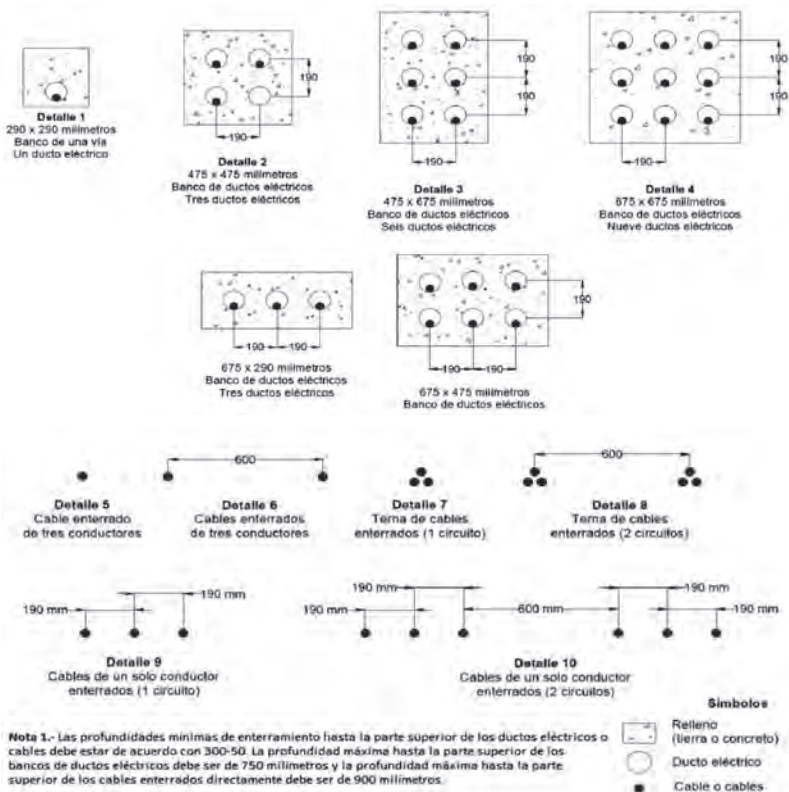 190
190
190
190
190
190
190
190
Detalle 1
290 x 290 milímetros
Banco de una vía
Un ducto eléctrico
Detalle 2
475 x 475 milímetros
Banco de ductos eléctricos
Tres ductos eléctricos
Detalle 3
475 x 675 milímetros
Banco de ductos eléctricos
Seis ductos eléctricos
Detalle 4
675 x 675 milímetros
Banco de ductos eléctricos
Nueve ductos eléctricos
190
190
675 x 290 milímetros
Banco de ductos eléctricos
Tres ductos eléctricos
190
190
190
675 x 475 milímetros
Banco de ductos eléctricos
600
600
Detalle 5
Cable enterrado
de tres conductores
Detalle 6
Cables enterrados
de tres conductores
Detalle 7
Terna de cables
enterrados (1 circuito)
Detalle 8
Terna de cables
enterrados (2 circuitos)
190 mm
190 mm
Detalle 9
Cables de un solo conductor
enterrados (1 circuito)
190 mm
190 mm
600 mm
190 mm
190 mm
Detalle 10
Cables de un solo conductor
enterrados (2 circuitos)
Nota 1.- Las profundidades mínimas de enterramiento hasta la parte superior de los ductos eléctricos o
cables debe estar de acuerdo con 300-50. La profundidad máxima hasta la parte superior de los
bancos de ductos eléctricos debe ser de 750 milímetros y la profundidad máxima hasta la parte
superior de los cables enterrados directamente debe ser de 900 milímetros.
Símbolos
Relleno
(tierra o concreto)
Ducto eléctrico
Cable o cables